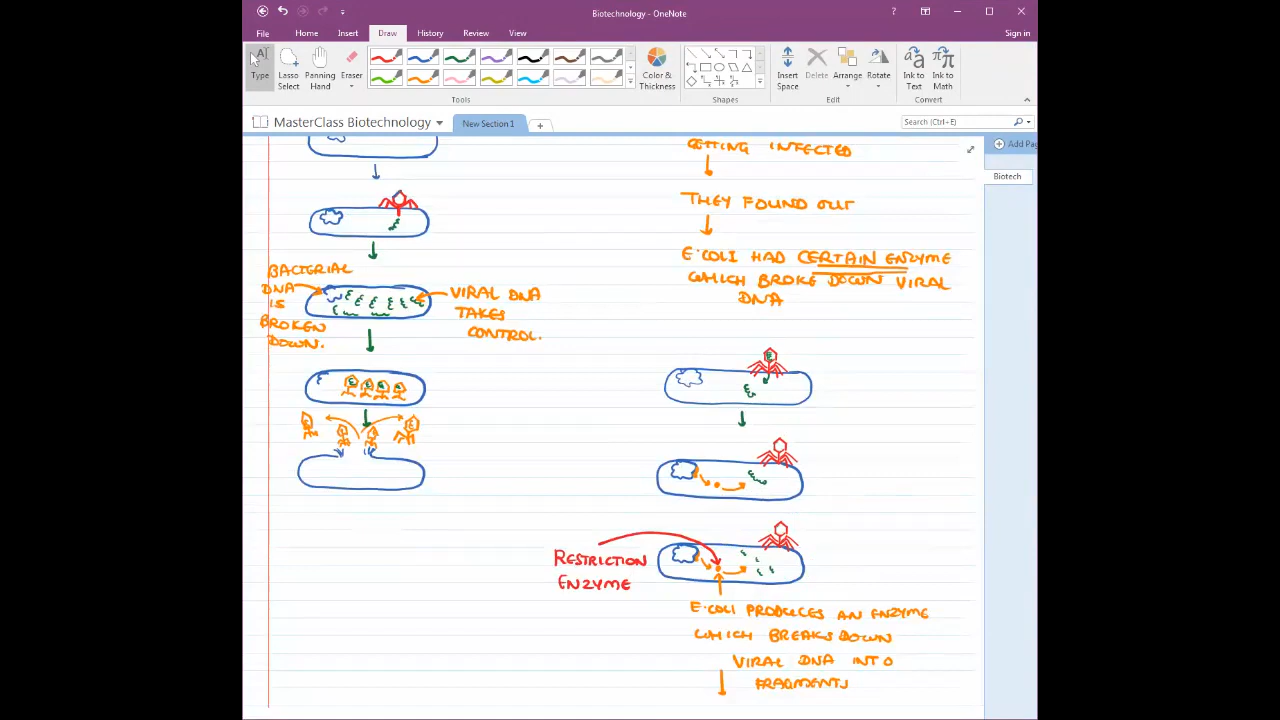 Biotechnology - OneNote
?
File
Home
Insert
Draw
History
Review
View
Sign in
Type
Lasso
Select
Panning
Hand
Eraser
Color &
Thickness
Insert
Space
Delete
Arrange
Rotate
Ink to
Text
Ink to
Math
Tools
Shapes
Edit
Convert
MasterClass Biotechnology
New Section 1
Search (Ctrl+E)
Add Pag
Biotech
BACTERIAL
DNA
IS
BROKEN
DOWN.
VIRAL DNA
TAKES
CONTROL.
GETTING INFECTED
THEY FOUND OUT
E.COLI HAD CERTAIN ENZYME
WHICH BROKE DOWN VIRAL
DNA
RESTRICTION
ENZYME
E.COLI PRODUCES AN ENZYME
WHICH BREAKS DOWN
VIRAL DNA INTO
FRAGMENTS